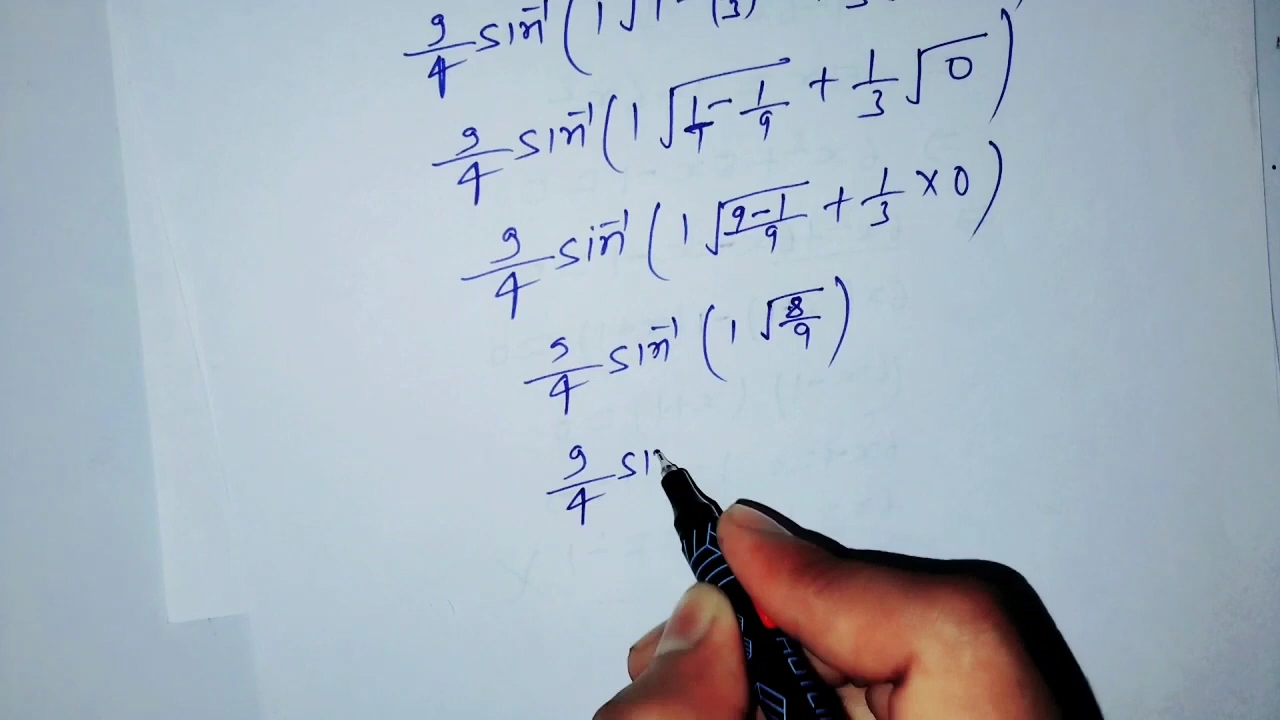 9/4 sin⁻¹(1√1-(3)
9/4 sin⁻¹(1√(1/1 - 1/9) + 1/3 √0)
9/4 sin⁻¹(1√((9-1)/9) + 1/3 × 0)
9/4 sin⁻¹(1√(8/9))
9/4 sin